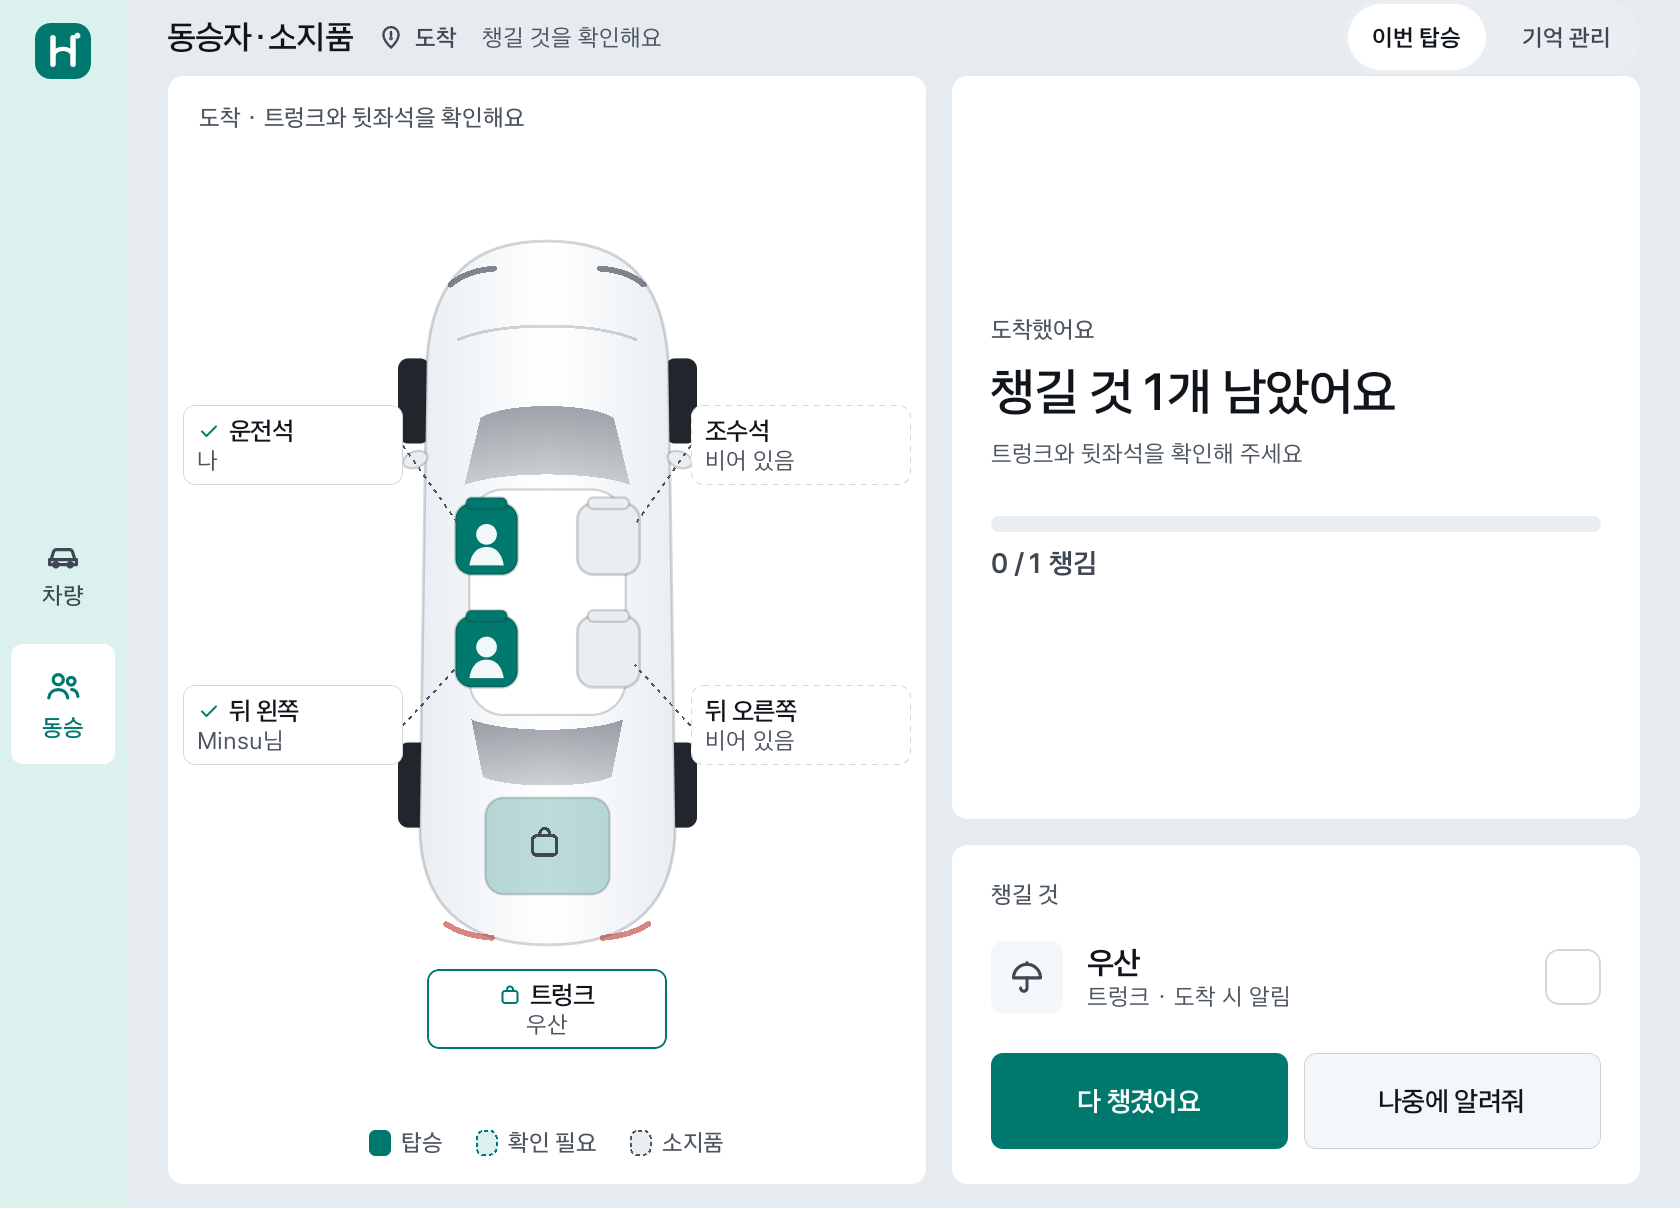 동승자 · 소지품
도착
챙길 것을 확인해요
이번 탑승
기억 관리
차량
동승
도착 · 트렁크와 뒷좌석을 확인해요
운전석
나
조수석
비어 있음
뒤 왼쪽
Minsu님
뒤 오른쪽
비어 있음
트렁크
우산
탑승
확인 필요
소지품
도착했어요
챙길 것 1개 남았어요
트렁크와 뒷좌석을 확인해 주세요
0 / 1 챙김
챙길 것
우산
트렁크 · 도착 시 알림
다 챙겼어요
나중에 알려줘